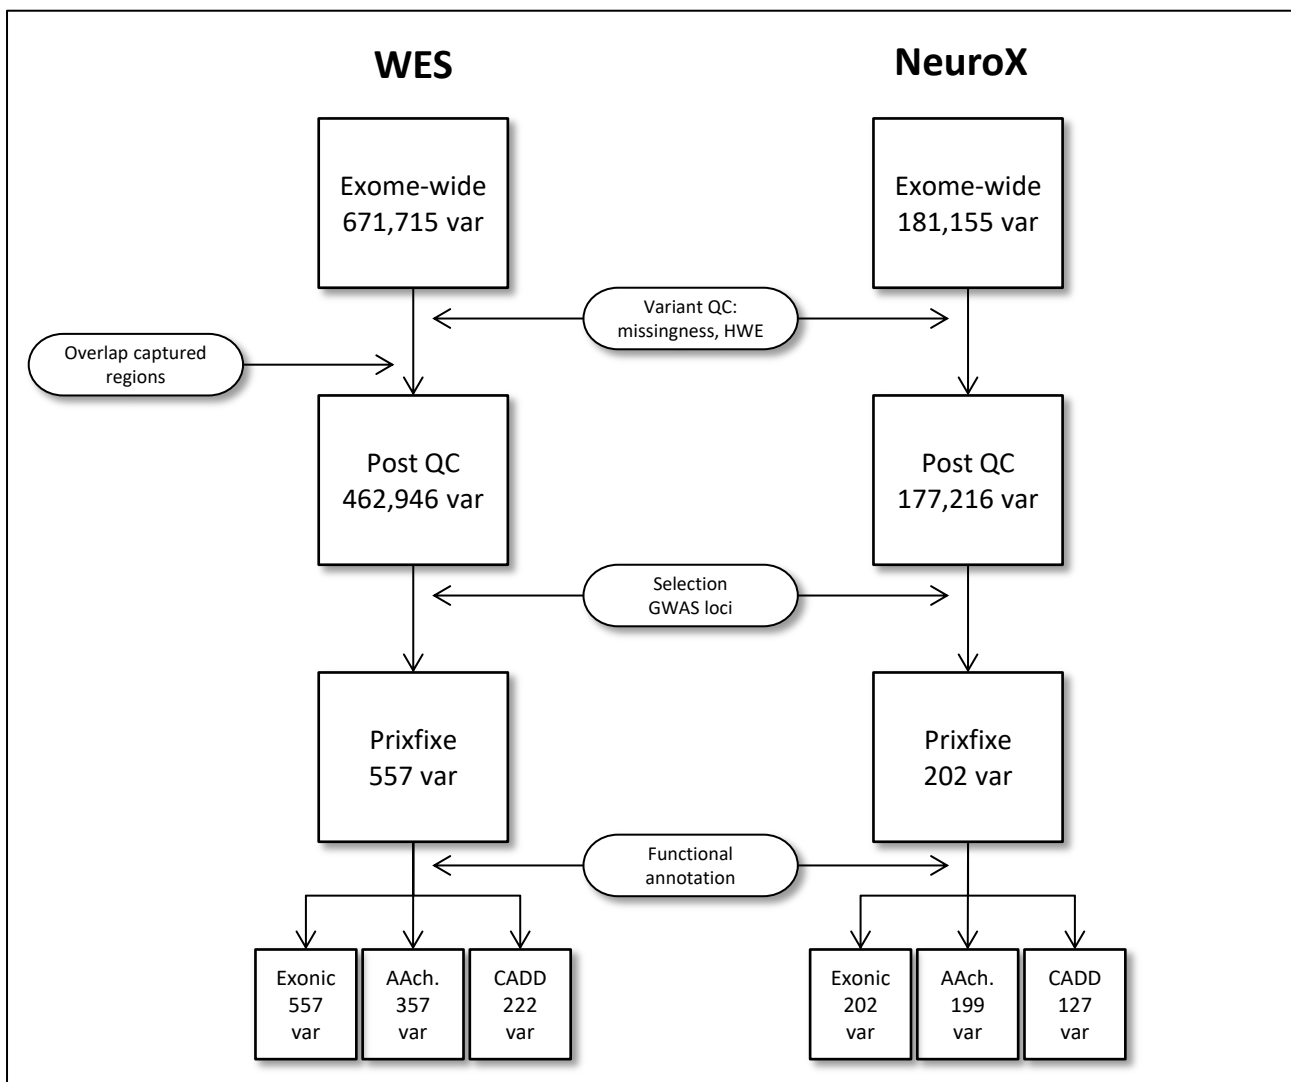 WES
NeuroX
Exome-wide
671,715 var
Exome-wide
181,155 var
Variant QC:
missingness, HWE
Overlap captured
regions
Post QC
462,946 var
Post QC
177,216 var
Selection
GWAS loci
Prixfixe
557 var
Prixfixe
202 var
Functional
annotation
Exonic
557
var
AAch.
357
var
CADD
222
var
Exonic
202
var
AAch.
199
var
CADD
127
var